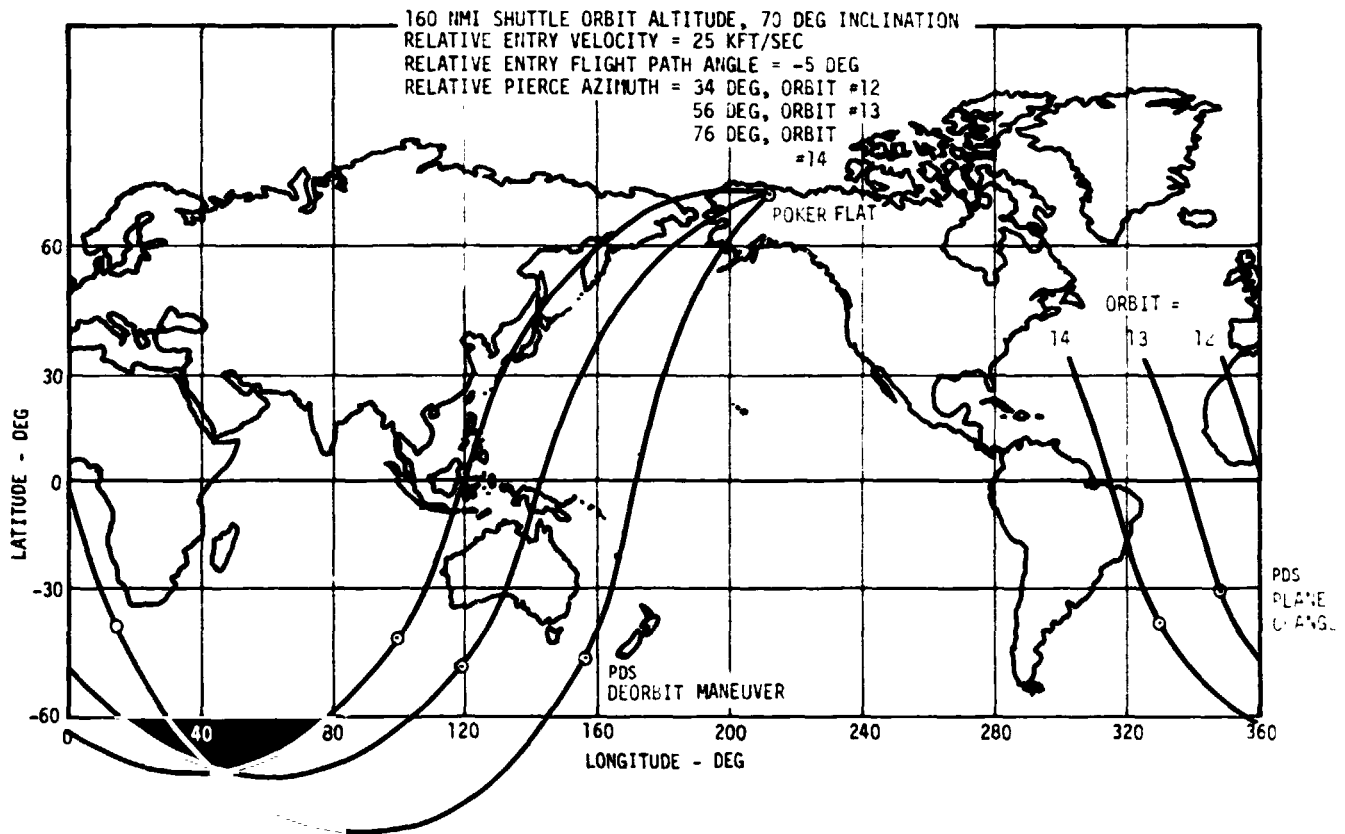 160 NMI SHUTTLE ORBIT ALTITUDE, 70 DEG INCLINATION
RELATIVE ENTRY VELOCITY = 25 KFT/SEC
RELATIVE ENTRY FLIGHT PATH ANGLE = -5 DEG
RELATIVE PIERCE AZIMUTH = 34 DEG, ORBIT #12
56 DEG, ORBIT #13
76 DEG, ORBIT
#14
POKER FLAT
60
ORBIT =
14 13 12
30
LATITUDE - DEG
0
-30
PDS
PLANE
CHANGE
PDS
DEORBIT MANEUVER
-60
0 40 80 120 160 200 240 280 320 360
LONGITUDE - DEG